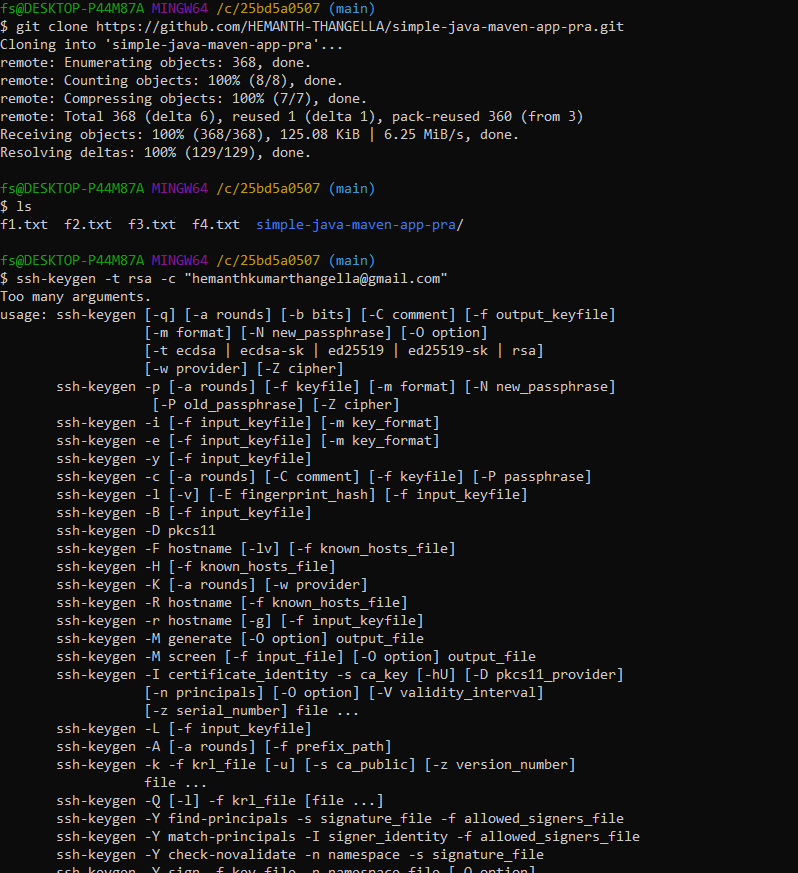 fs@DESKTOP-P44M87A MINGW64 /c/25bd5a0507 (main)
$ git clone https://github.com/HEMANTH-THANGELLA/simple-java-maven-app-pra.git
Cloning into 'simple-java-maven-app-pra'...
remote: Enumerating objects: 368, done.
remote: Counting objects: 100% (8/8), done.
remote: Compressing objects: 100% (7/7), done.
remote: Total 368 (delta 6), reused 1 (delta 1), pack-reused 360 (from 3)
Receiving objects: 100% (368/368), 125.08 KiB | 6.25 MiB/s, done.
Resolving deltas: 100% (129/129), done.
fs@DESKTOP-P44M87A MINGW64 /c/25bd5a0507 (main)
$ ls
f1.txt  f2.txt  f3.txt  f4.txt  simple-java-maven-app-pra/
fs@DESKTOP-P44M87A MINGW64 /c/25bd5a0507 (main)
$ ssh-keygen -t rsa -c "hemanthkumarthangella@gmail.com"
Too many arguments.
usage: ssh-keygen [-q] [-a rounds] [-b bits] [-C comment] [-f output_keyfile]
                  [-m format] [-N new_passphrase] [-O option]
                  [-t ecdsa | ecdsa-sk | ed25519 | ed25519-sk | rsa]
                  [-w provider] [-Z cipher]
       ssh-keygen -p [-a rounds] [-f keyfile] [-m format] [-N new_passphrase]
                   [-P old_passphrase] [-Z cipher]
       ssh-keygen -i [-f input_keyfile] [-m key_format]
       ssh-keygen -e [-f input_keyfile] [-m key_format]
       ssh-keygen -y [-f input_keyfile]
       ssh-keygen -c [-a rounds] [-C comment] [-f keyfile] [-P passphrase]
       ssh-keygen -l [-v] [-E fingerprint_hash] [-f input_keyfile]
       ssh-keygen -B [-f input_keyfile]
       ssh-keygen -D pkcs11
       ssh-keygen -F hostname [-lv] [-f known_hosts_file]
       ssh-keygen -H [-f known_hosts_file]
       ssh-keygen -K [-a rounds] [-w provider]
       ssh-keygen -R hostname [-f known_hosts_file]
       ssh-keygen -r hostname [-g] [-f input_keyfile]
       ssh-keygen -M generate [-O option] output_file
       ssh-keygen -M screen [-f input_file] [-O option] output_file
       ssh-keygen -I certificate_identity -s ca_key [-hU] [-D pkcs11_provider]
                  [-n principals] [-O option] [-V validity_interval]
                  [-z serial_number] file ...
       ssh-keygen -L [-f input_keyfile]
       ssh-keygen -A [-a rounds] [-f prefix_path]
       ssh-keygen -k -f krl_file [-u] [-s ca_public] [-z version_number]
                  file ...
       ssh-keygen -Q [-l] -f krl_file [file ...]
       ssh-keygen -Y find-principals -s signature_file -f allowed_signers_file
       ssh-keygen -Y match-principals -I signer_identity -f allowed_signers_file
       ssh-keygen -Y check-novalidate -n namespace -s signature_file
       ssh-keygen -Y sign -f key_file -n namespace file [-O option]